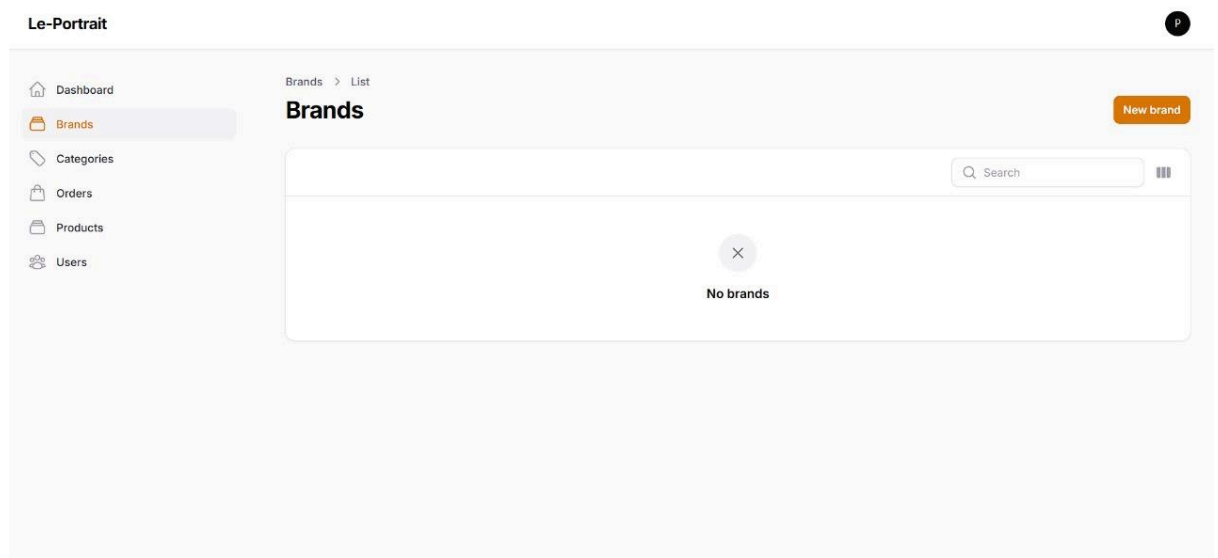 Le-Portrait
P
Dashboard
Brands
Categories
Orders
Products
Users
Brands > List
Brands
New brand
Search
No brands